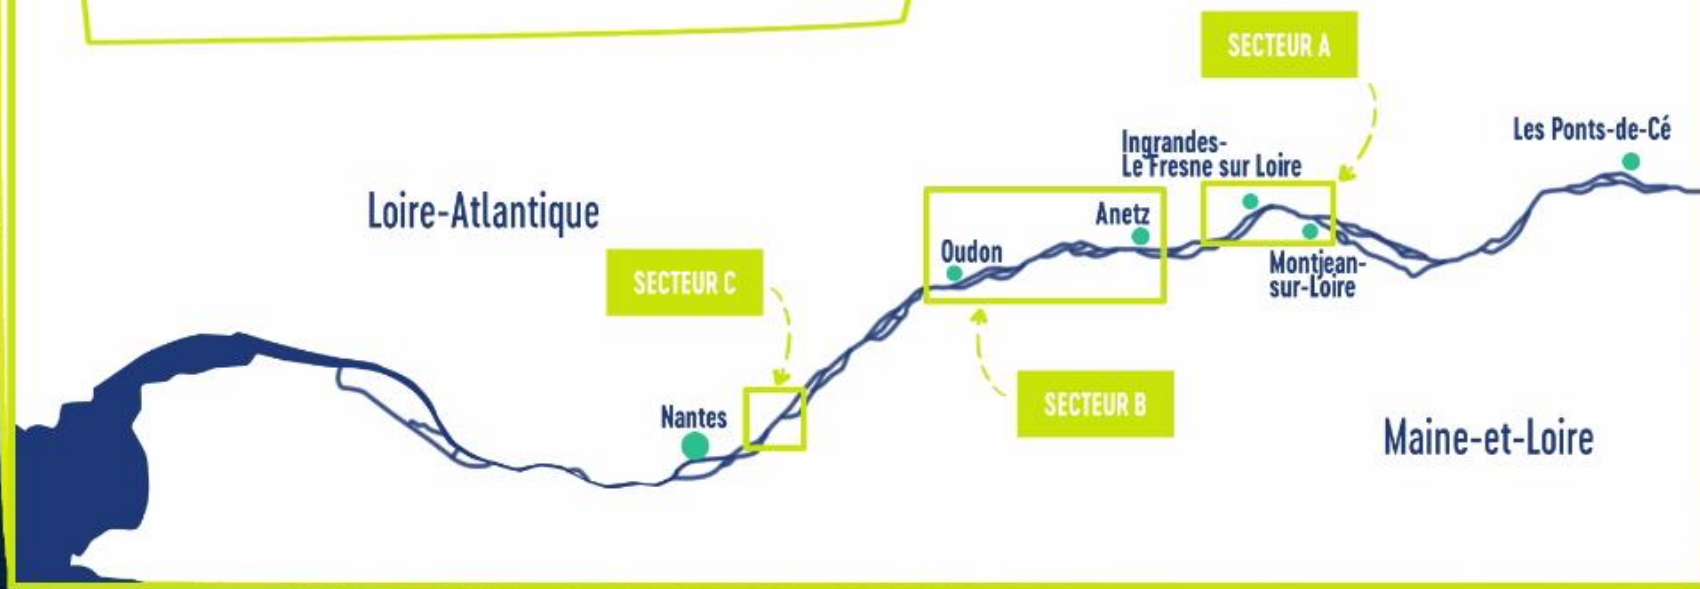 SECTEUR A
Les Ponts-de-Cé
Ingrandes-
Le Fresne sur Loire
Loire-Atlantique
Anetz
Oudon
SECTEUR C
Montjean-
sur-Loire
SECTEUR B
Nantes
Maine-et-Loire